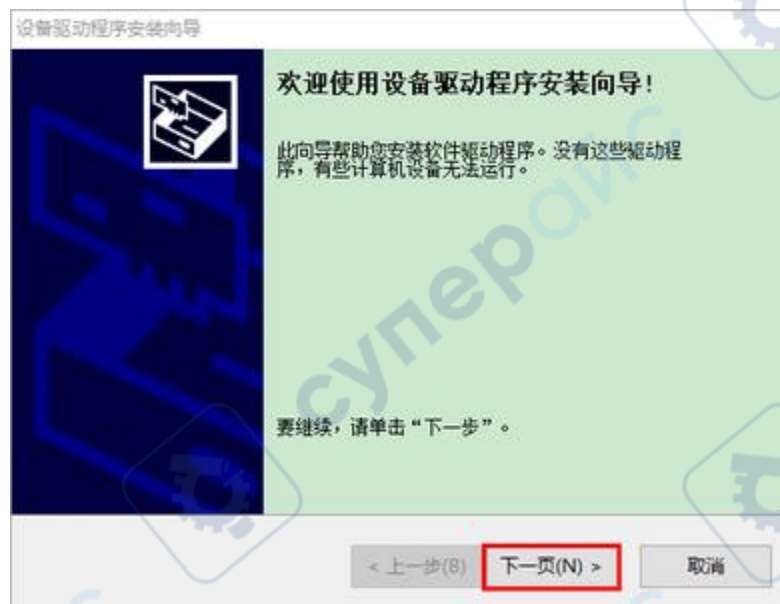 设备驱动程序安装向导
欢迎使用设备驱动程序安装向导!
此向导帮助您安装软件驱动程序。没有这些驱动程
序，有些计算机设备无法运行。
супераис
要继续，请单击“下一步”。
< 上一步(B)
下一页(N) >
取消